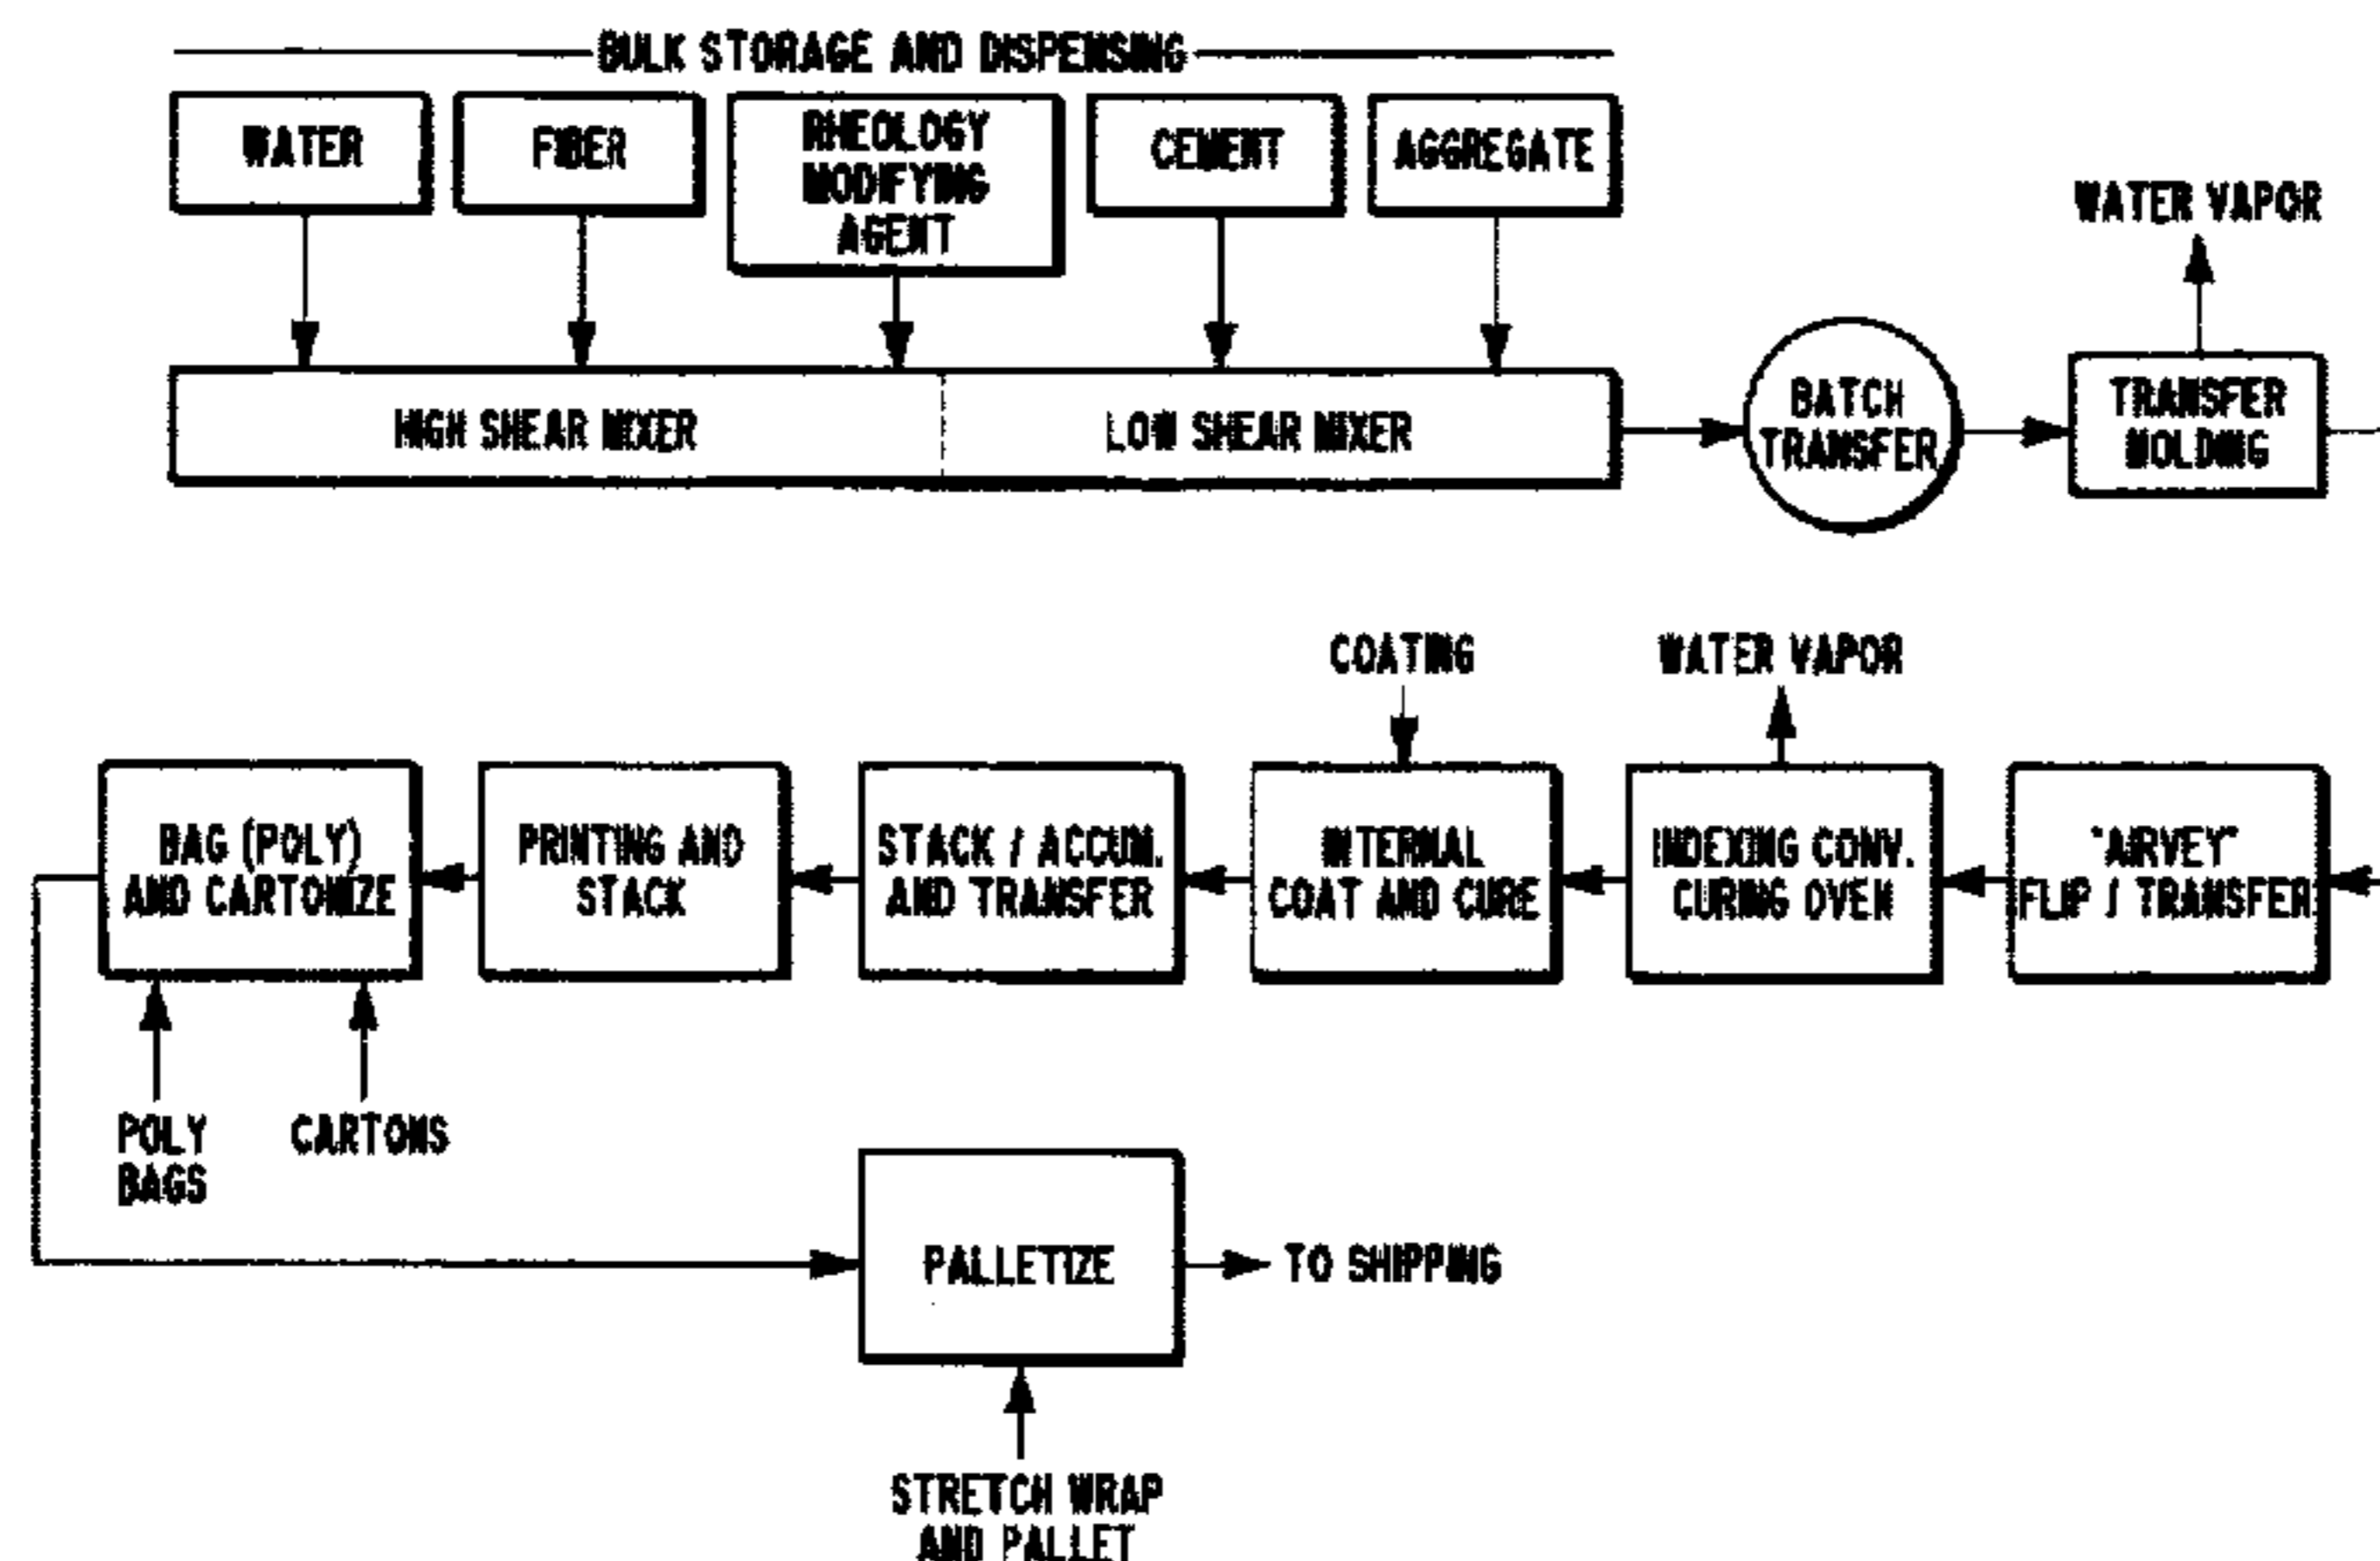 BULK STORAGE AND DISPENSING
WATER
FIBER
RHEOLOGY
MODIFYING
AGENT
CEMENT
AGGREGATE
WATER VAPOR
HIGH SHEAR MIXER
LOW SHEAR MIXER
BATCH
TRANSFER
TRANSFER
MOLDING
COATING
WATER VAPOR
BAG (POLY)
AND CARTONIZE
PRINTING AND
STACK
STACK / ACCUM.
AND TRANSFER
INTERNAL
COAT AND CURE
INDEXING CONV.
CURING OVEN
"AIRVEY"
FLIP / TRANSFER
POLY
BAGS
CARTONS
PALLETIZE
TO SHIPPING
STRETCH WRAP
AND PALLET